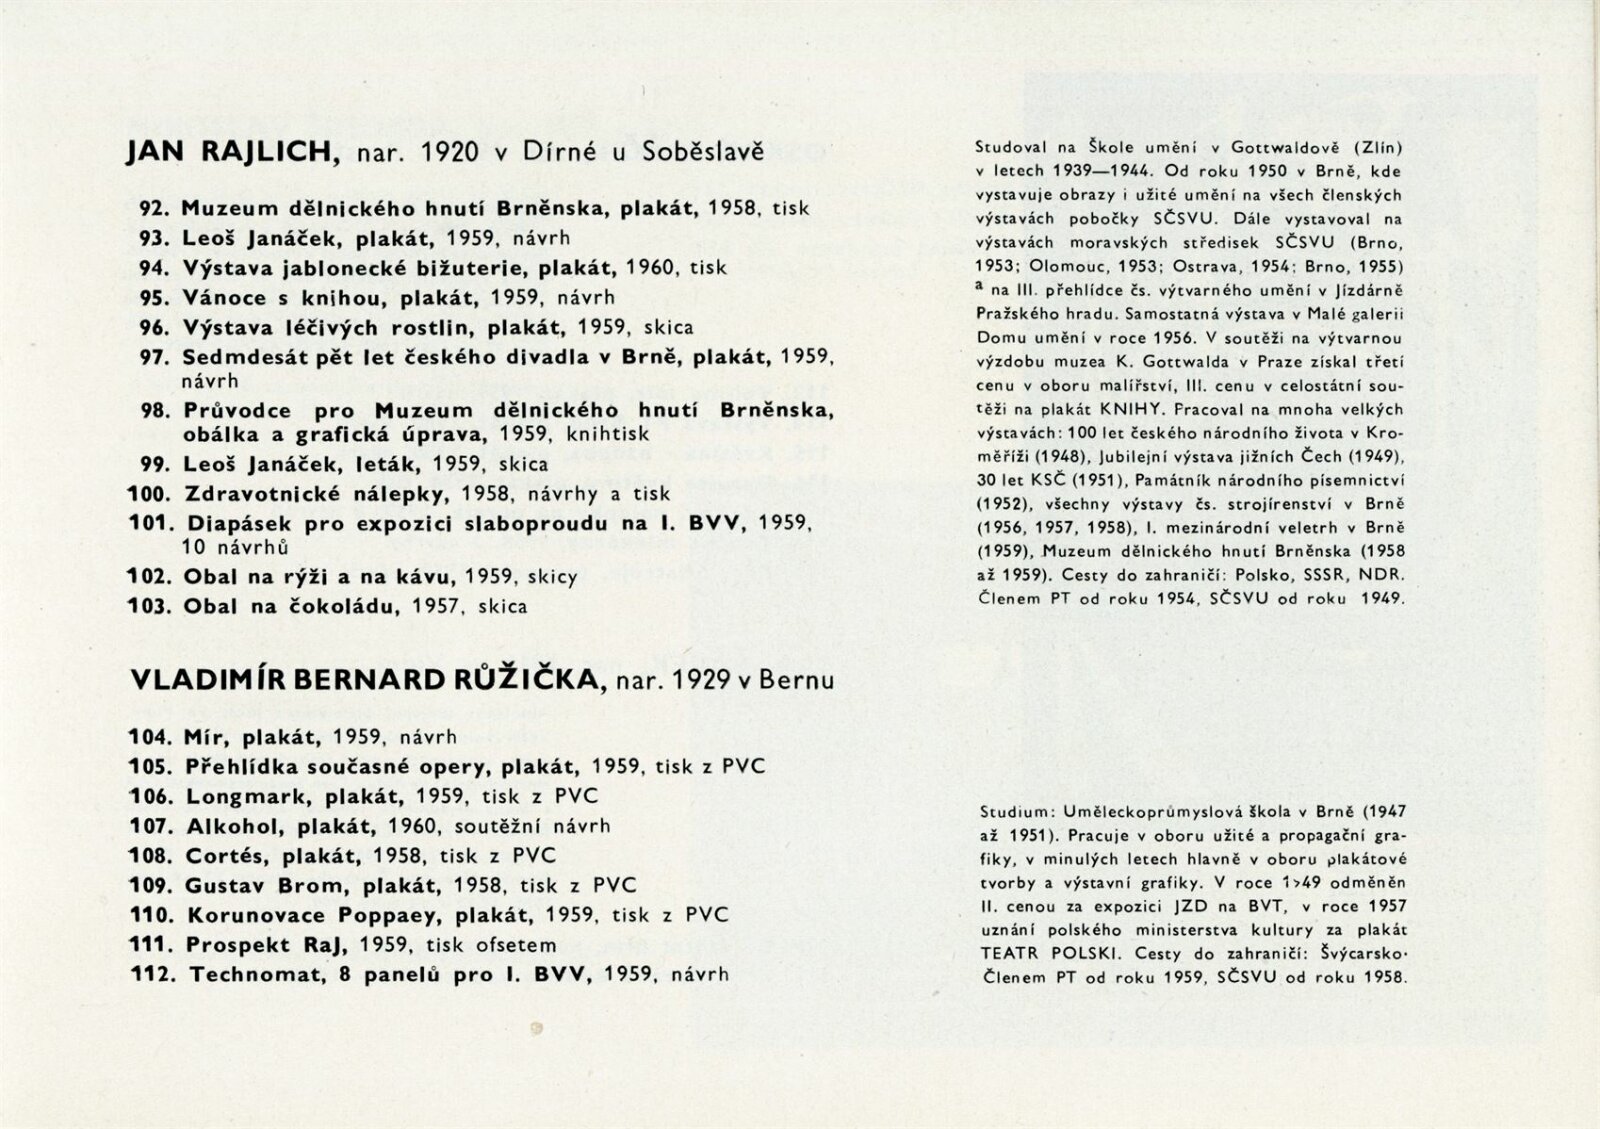 JAN RAJLICH, nar. 1920 v Dírné u Soběslavě
92. Muzeum dělnického hnutí Brněnska, plakát, 1958, tisk
93. Leoš Janáček, plakát, 1959, návrh
94. Výstava jablonecké bižuterie, plakát, 1960, tisk
95. Vánoce s knihou, plakát, 1959, návrh
96. Výstava léčivých rostlin, plakát, 1959, skica
97. Sedmdesát pět let českého divadla v Brně, plakát, 1959,
návrh
98. Průvodce pro Muzeum dělnického hnutí Brněnska,
obálka a grafická úprava, 1959, knihtisk
99. Leoš Janáček, leták, 1959, skica
100. Zdravotnické nálepky, 1958, návrhy a tisk
101. Diapásek pro expozici slaboproudu na I. BVV, 1959,
10 návrhů
102. Obal na rýži a na kávu, 1959, skicy
103. Obal na čokoládu, 1957, skica
Studoval na Škole umění v Gottwaldově (Zlín)
v letech 1939—1944. Od roku 1950 v Brně, kde
vystavuje obrazy i užité umění na všech členských
výstavách pobočky SČSVU. Dále vystavoval na
výstavách moravských středisek SČSVU (Brno,
1953; Olomouc, 1953; Ostrava, 1954; Brno, 1955)
a na III. přehlídce čs. výtvarného umění v Jízdárně
Pražského hradu. Samostatná výstava v Malé galerii
Domu umění v roce 1956. V soutěži na výtvarnou
výzdobu muzea K. Gottwalda v Praze získal třetí
cenu v oboru malířství, III. cenu v celostátní sou-
těži na plakát KNIHY. Pracoval na mnoha velkých
výstavách: 100 let českého národního života v Kro-
měříži (1948), Jubilejní výstava jižních Čech (1949),
30 let KSČ (1951), Památník národního písemnictví
(1952), všechny výstavy čs. strojírenství v Brně
(1956, 1957, 1958), I. mezinárodní veletrh v Brně
(1959), Muzeum dělnického hnutí Brněnska (1958
až 1959). Cesty do zahraničí: Polsko, SSSR, NDR.
Členem PT od roku 1954, SČSVU od roku 1949.
VLADIMÍR BERNARD RŮŽIČKA, nar. 1929 v Bernu
104. Mír, plakát, 1959, návrh
105. Přehlídka současné opery, plakát, 1959, tisk z PVC
106. Longmark, plakát, 1959, tisk z PVC
107. Alkohol, plakát, 1960, soutěžní návrh
108. Cortés, plakát, 1958, tisk z PVC
109. Gustav Brom, plakát, 1958, tisk z PVC
110. Korunovace Poppaey, plakát, 1959, tisk z PVC
111. Prospekt RaJ, 1959, tisk ofsetem
112. Technomat, 8 panelů pro I. BVV, 1959, návrh
Studium: Uměleckoprůmyslová škola v Brně (1947
až 1951). Pracuje v oboru užité a propagační gra-
fiky, v minulých letech hlavně v oboru plakátové
tvorby a výstavní grafiky. V roce 1>49 odměněn
II. cenou za expozici JZD na BVT, v roce 1957
uznání polského ministerstva kultury za plakát
TEATR POLSKI. Cesty do zahraničí: Švýcarsko.
Členem PT od roku 1959, SČSVU od roku 1958.